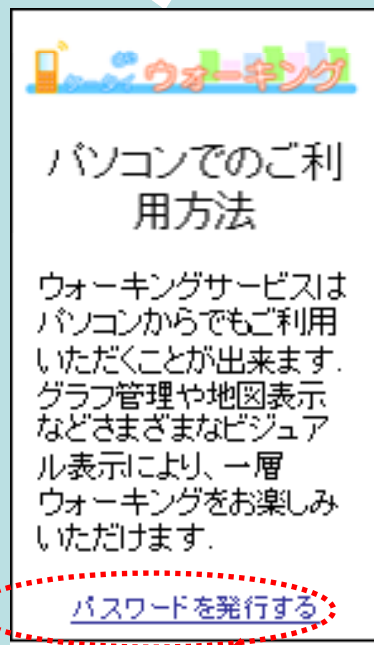 けーたい de ウォーキング
パソコンでのご利
用方法
ウォーキングサービスは
パソコンからでもご利用
いただくことが出来ます.
グラフ管理や地図表示
などさまざまなビジュア
ル表示により、一層
ウォーキングをお楽しみ
いただけます.
パスワードを発行する